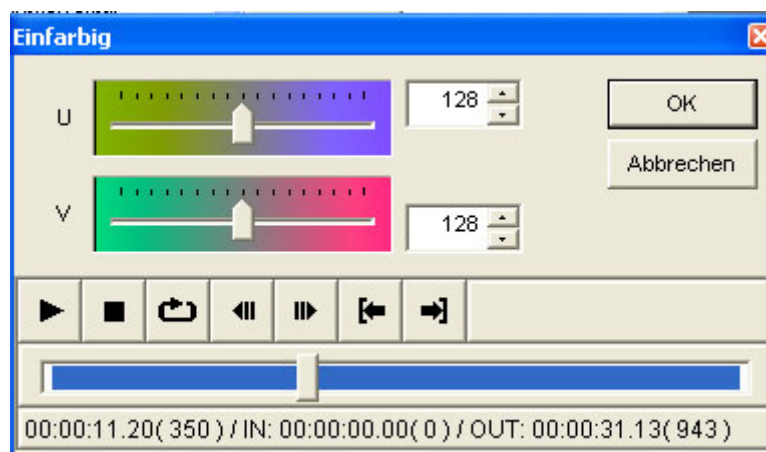 Einfarbig
U
128
OK
Abbrechen
V
128
00:00:11.20( 350 ) / IN: 00:00:00.00( 0 ) / OUT: 00:00:31.13( 943 )